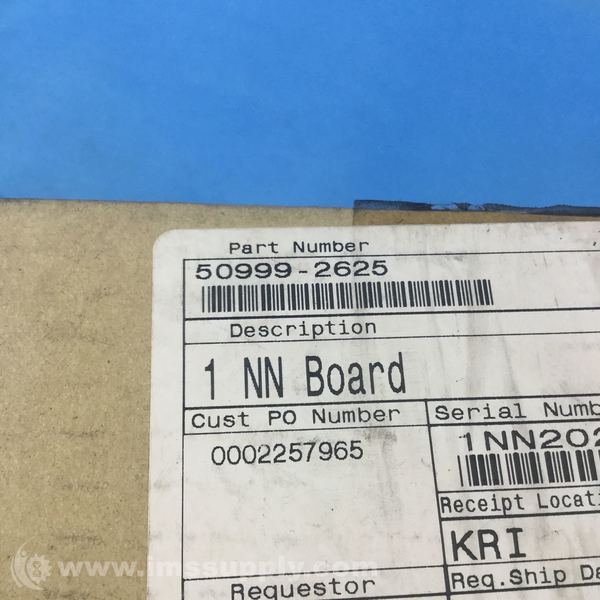 Part Number
50999-2625
Description
1 NN Board
Cust PO Number
Serial Numb
0002257965
1NN202
Receipt Locati
KRI
Requestor
Req.Ship Da
www.imssupply.com